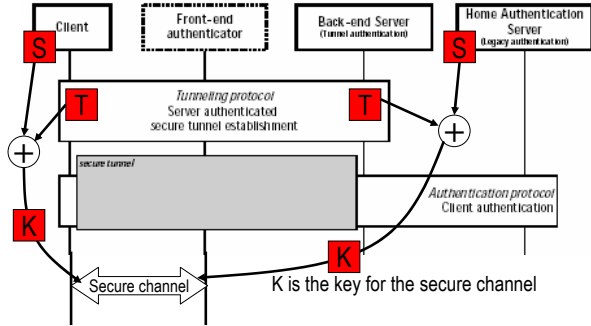 Client
Front-end
authenticator
Back-end Server
(Tunnel authentication)
Home Authentication
Server
(Legacy authentication)
S
S
T
T
Tunneling protocol
Server authenticated
secure tunnel establishment
+
+
secure tunnel
Authentication protocol
Client authentication
K
K
Secure channel
K is the key for the secure channel